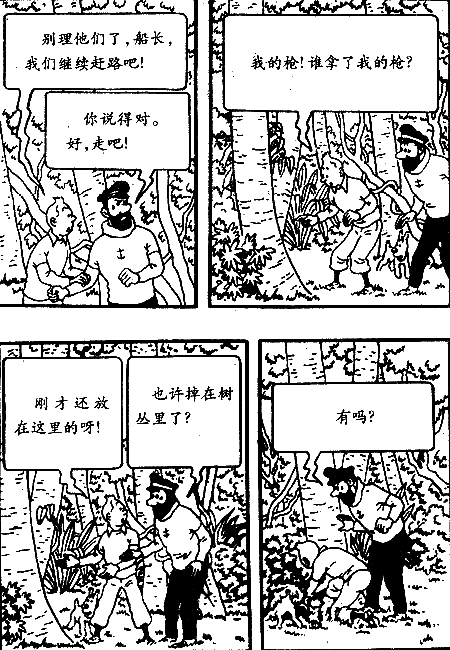 别理他们了，船长，
我们继续赶路吧！
你说得对。
好，走吧！
我的枪！谁拿了我的枪？
刚才还放
在这里的呀！
也许掉在树
丛里了？
有吗？